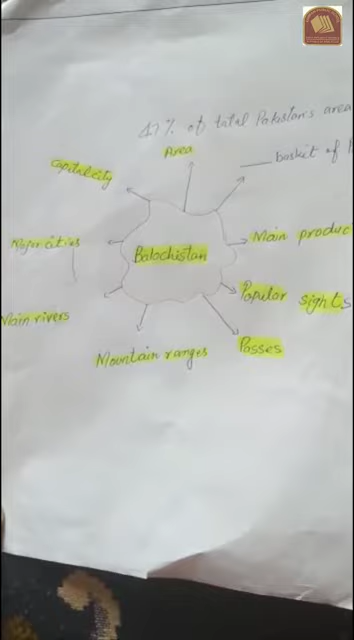 47% of total Pakistan's area
Area
basket of
Capital city
Major cities
Balochistan
Main produc
Popular sights
Main rivers
Mountain ranges
Passes